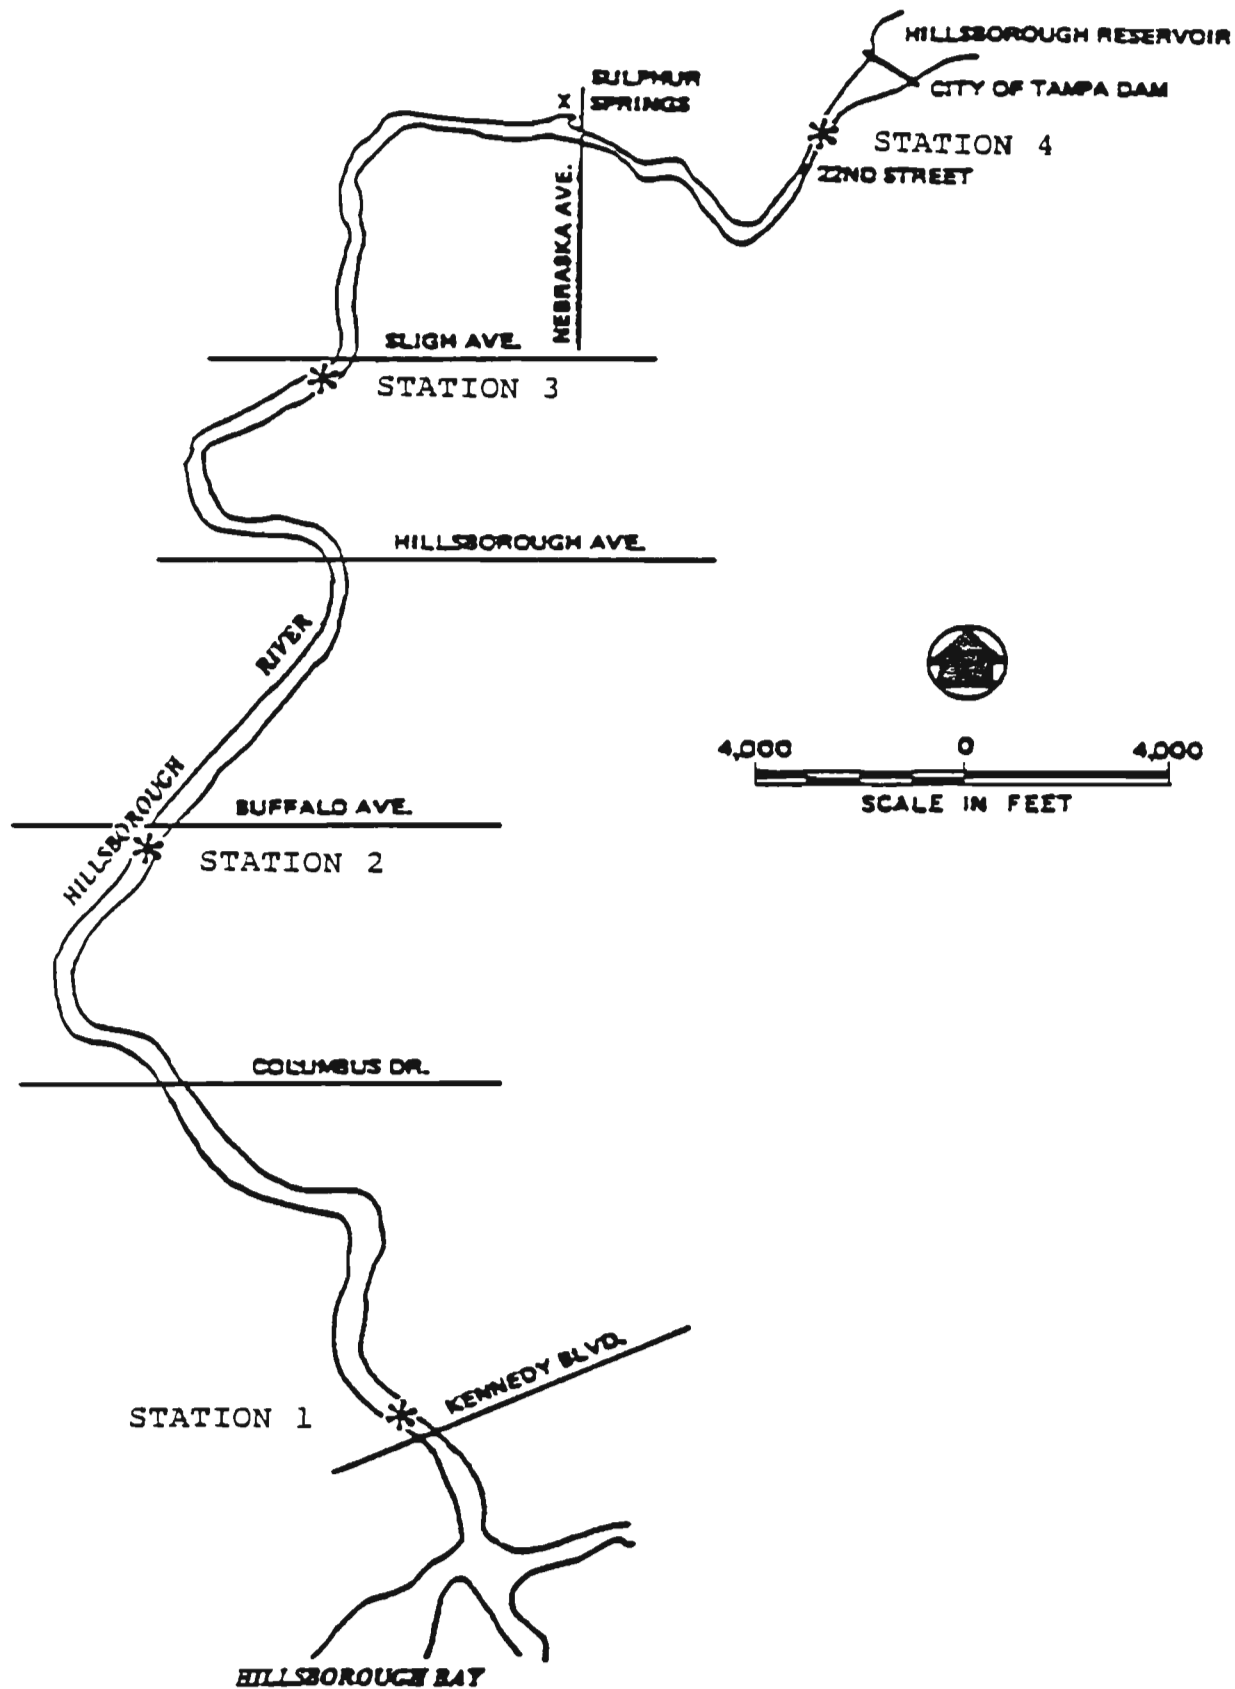 HILLSBOROUGH RESERVOIR
SULPHUR
SPRINGS
X
CITY OF TAMPA DAM
STATION 4
22ND STREET
NEBRASKA AVE.
SLIGH AVE.
STATION 3
HILLSBOROUGH AVE.
HILLSBOROUGH RIVER
4,000 0 4,000
SCALE IN FEET
BUFFALO AVE.
STATION 2
COLUMBUS DR.
KENNEDY BLVD.
STATION 1
HILLSBOROUGH BAY